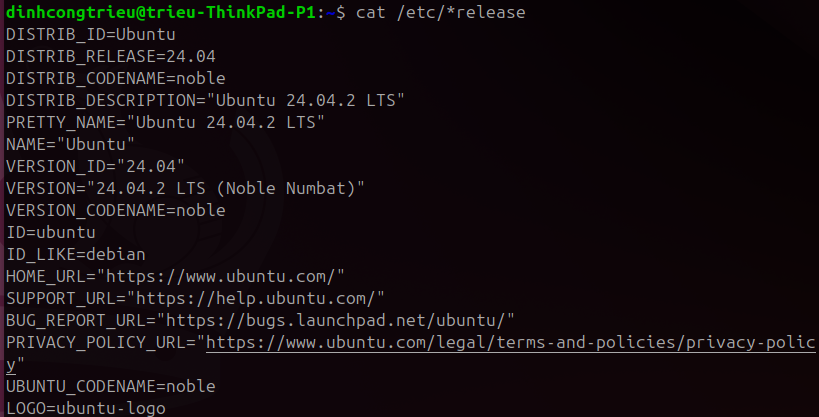 dinhcongtrieu@trieu-ThinkPad-P1:~$ cat /etc/*release
DISTRIB_ID=Ubuntu
DISTRIB_RELEASE=24.04
DISTRIB_CODENAME=noble
DISTRIB_DESCRIPTION="Ubuntu 24.04.2 LTS"
PRETTY_NAME="Ubuntu 24.04.2 LTS"
NAME="Ubuntu"
VERSION_ID="24.04"
VERSION="24.04.2 LTS (Noble Numbat)"
VERSION_CODENAME=noble
ID=ubuntu
ID_LIKE=debian
HOME_URL="https://www.ubuntu.com/"
SUPPORT_URL="https://help.ubuntu.com/"
BUG_REPORT_URL="https://bugs.launchpad.net/ubuntu/"
PRIVACY_POLICY_URL="https://www.ubuntu.com/legal/terms-and-policies/privacy-polic
y"
UBUNTU_CODENAME=noble
LOGO=ubuntu-logo